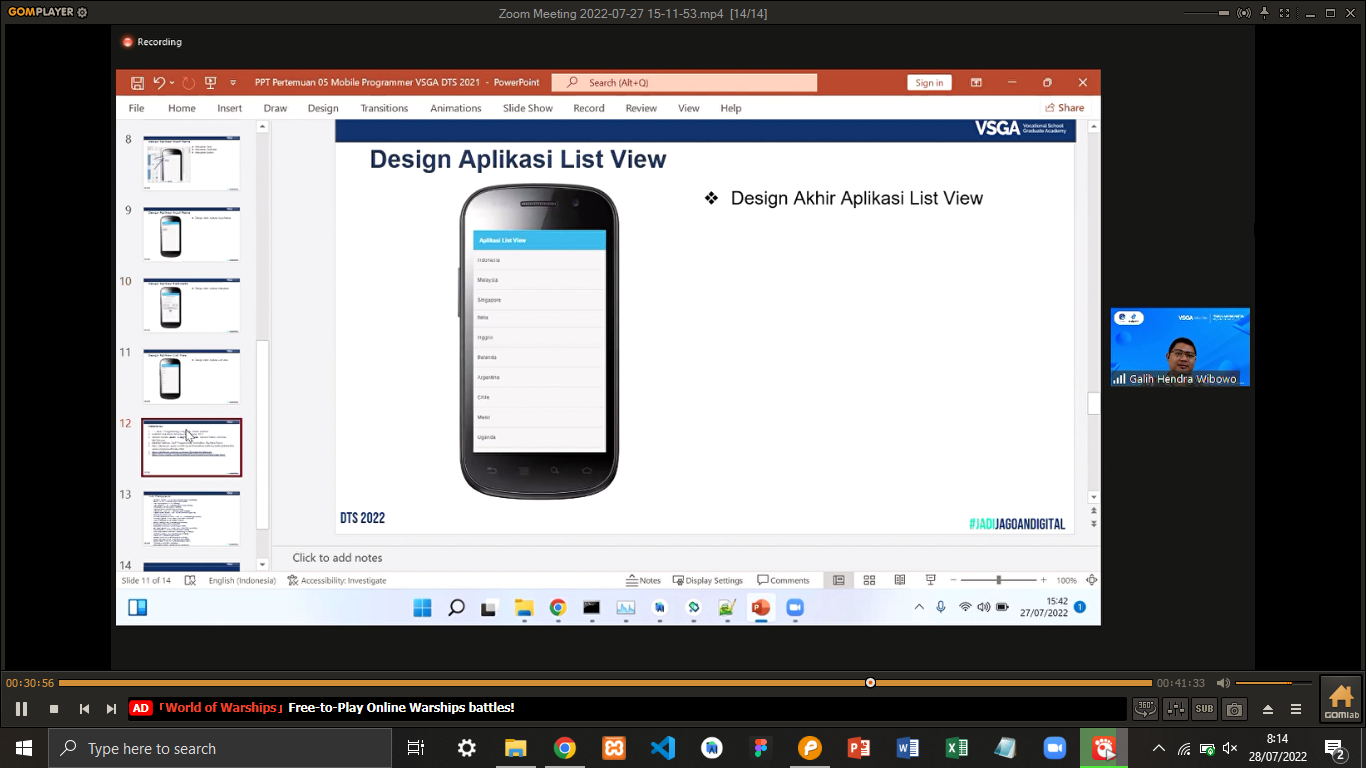 GOMPLAYER
Zoom Meeting 2022-07-27 15-11-53.mp4 [14/14]
Recording
PPT Pertemuan 05 Mobile Programmer VSGA DTS 2021 - PowerPoint
Search (Alt+Q)
Sign in
File Home Insert Draw Design Transitions Animations Slide Show Record Review View Help
Share
8
9
10
11
12
13
14
VSGA Vocational School
Graduate Academy
Design Aplikasi List View
❖ Design Akhir Aplikasi List View
Aplikasi List View
Indonesia
Malaysia
Singapore
Italia
Inggris
Belanda
Argentina
Chile
Mesir
Uganda
DTS 2022
#JADIJAGOANDIGITAL
Galih Hendra Wibowo
Click to add notes
Slide 11 of 14 English (Indonesia) Accessibility: Investigate Notes Display Settings Comments 100%
15:42
27/07/2022
1
00:30:56
00:41:33
AD 「World of Warships」 Free-to-Play Online Warships battles!
360°
SUB
GOMlab
Type here to search
8:14
28/07/2022
2